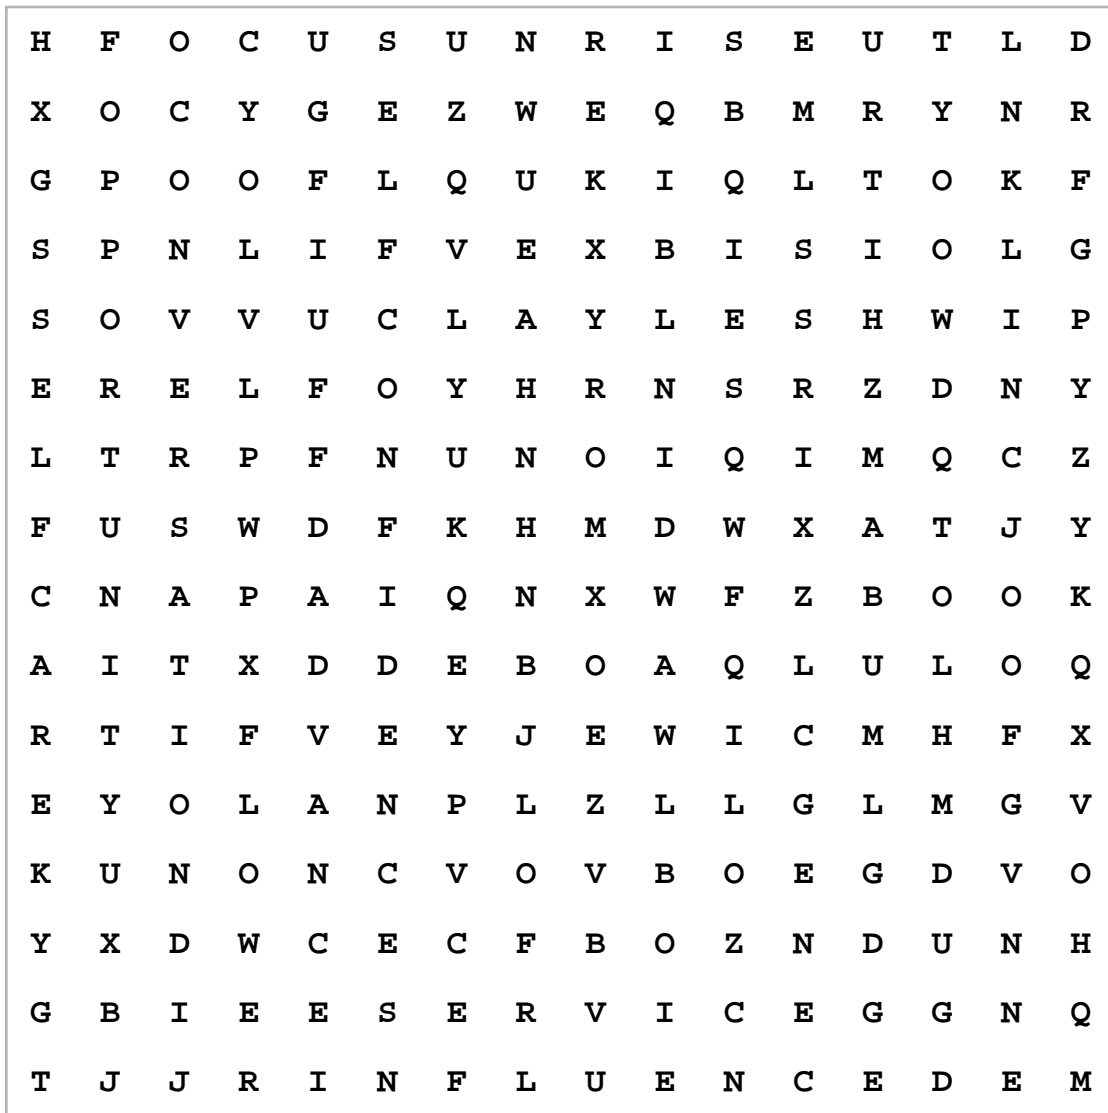 H F O C U S U N R I S E U T L D
X O C Y G E Z W E Q B M R Y N R
G P O O F L Q U K I Q L T O K F
S P N L I F V E X B I S I O L G
S O V V U C L A Y L E S H W I P
E R E L F O Y H R N S R Z D N Y
L T R P F N U N O I Q I M Q C Z
F U S W D F K H M D W X A T J Y
C N A P A I Q N X W F Z B O O K
A I T X D D E B O A Q L U L O Q
R T I F V E Y J E W I C M H F X
E Y O L A N P L Z L L G L M G V
K U N O N C V O V B O E G D V O
Y X D W C E C F B O Z N D U N H
G B I E E S E R V I C E G G N Q
T J J R I N F L U E N C E D E M